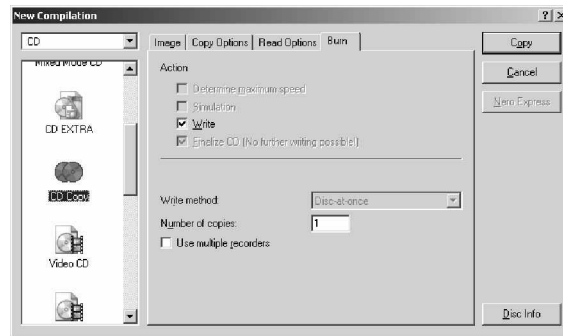 New Compilation
CD
Mixed Mode CD
CD EXTRA
CD Copy
Video CD
Image
Copy Options
Read Options
Burn
Action
Determine maximum speed
Simulation
Write
Finalize CD (No further writing possible!)
Write method:
Disc-at-once
Number of copies:
1
Use multiple recorders
Copy
Cancel
Nero Express
Disc Info